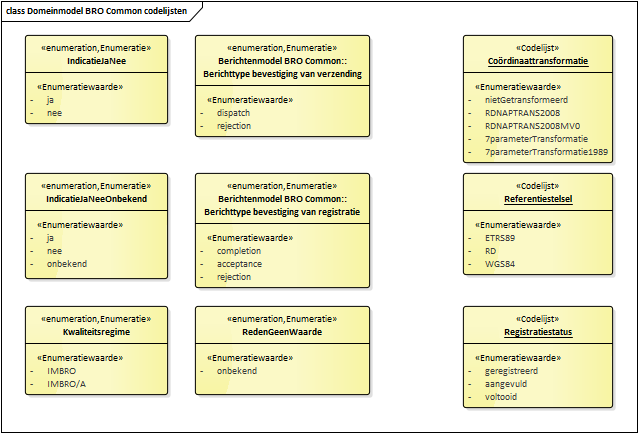 class Domeinmodel BRO Common codelijsten
«enumeration,Enumeratie»
IndicatieJaNee
«Enumeratiewaarde»
- ja
- nee
«enumeration,Enumeratie»
Berichtenmodel BRO Common::
Berichttype bevestiging van verzending
«Enumeratiewaarde»
- dispatch
- rejection
«Codelijst»
Coördinaattransformatie
«Enumeratiewaarde»
- nietGetransformeerd
- RDNAPTRANS2008
- RDNAPTRANS2008MV0
- 7parameterTransformatie
- 7parameterTransformatie1989
«enumeration,Enumeratie»
IndicatieJaNeeOnbekend
«Enumeratiewaarde»
- ja
- nee
- onbekend
«enumeration,Enumeratie»
Berichtenmodel BRO Common::
Berichttype bevestiging van registratie
«Enumeratiewaarde»
- completion
- acceptance
- rejection
«Codelijst»
Referentiestelsel
«Enumeratiewaarde»
- ETRS89
- RD
- WGS84
«enumeration,Enumeratie»
Kwaliteitsregime
«Enumeratiewaarde»
- IMBRO
- IMBRO/A
«enumeration,Enumeratie»
RedenGeenWaarde
«Enumeratiewaarde»
- onbekend
«Codelijst»
Registratiestatus
«Enumeratiewaarde»
- geregistreerd
- aangevuld
- voltooid